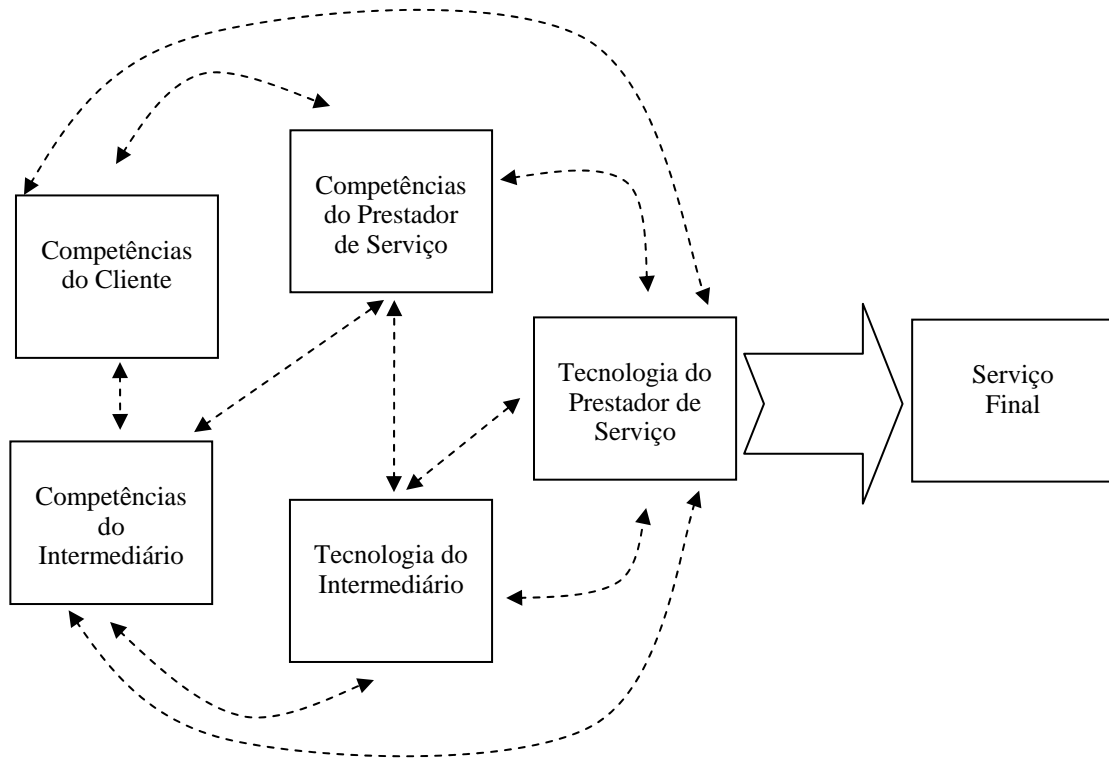 Competências
do Prestador
de Serviço
Competências
do Cliente
Tecnologia do
Prestador de
Serviço
Serviço
Final
Competências
do
Intermediário
Tecnologia do
Intermediário